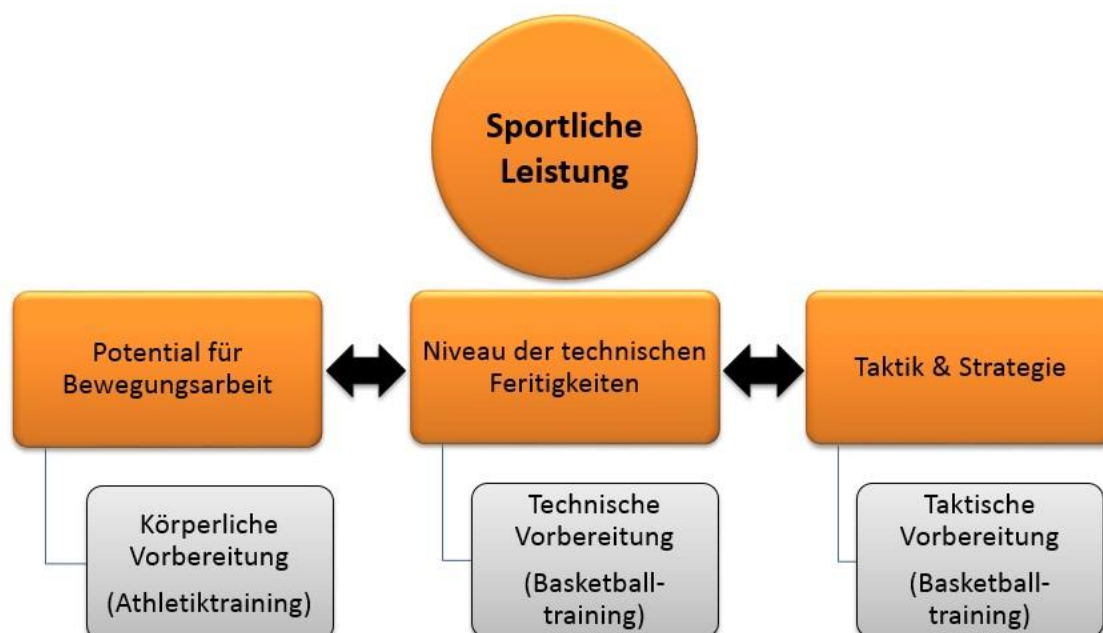 Sportliche
Leistung
Potential für
Bewegungsarbeit
Niveau der technischen
Feritigkeiten
Taktik & Strategie
Körperliche
Vorbereitung
(Athletiktraining)
Technische
Vorbereitung
(Basketball-
training)
Taktische
Vorbereitung
(Basketball-
training)